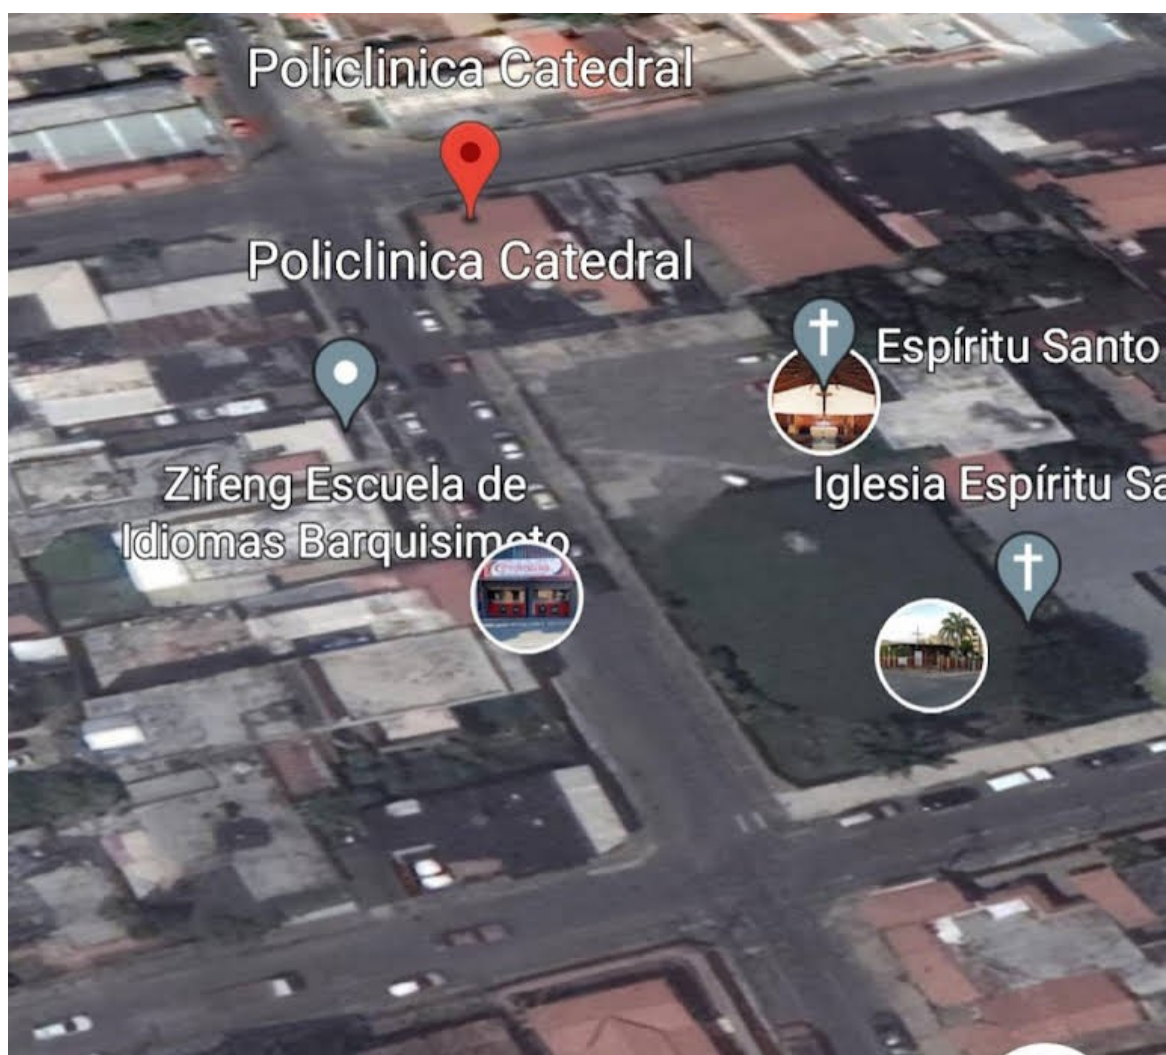 Policlinica Catedral
Policlinica Catedral
Espíritu Santo
Zifeng Escuela de
Idiomas Barquisimeto
Iglesia Espíritu Sa